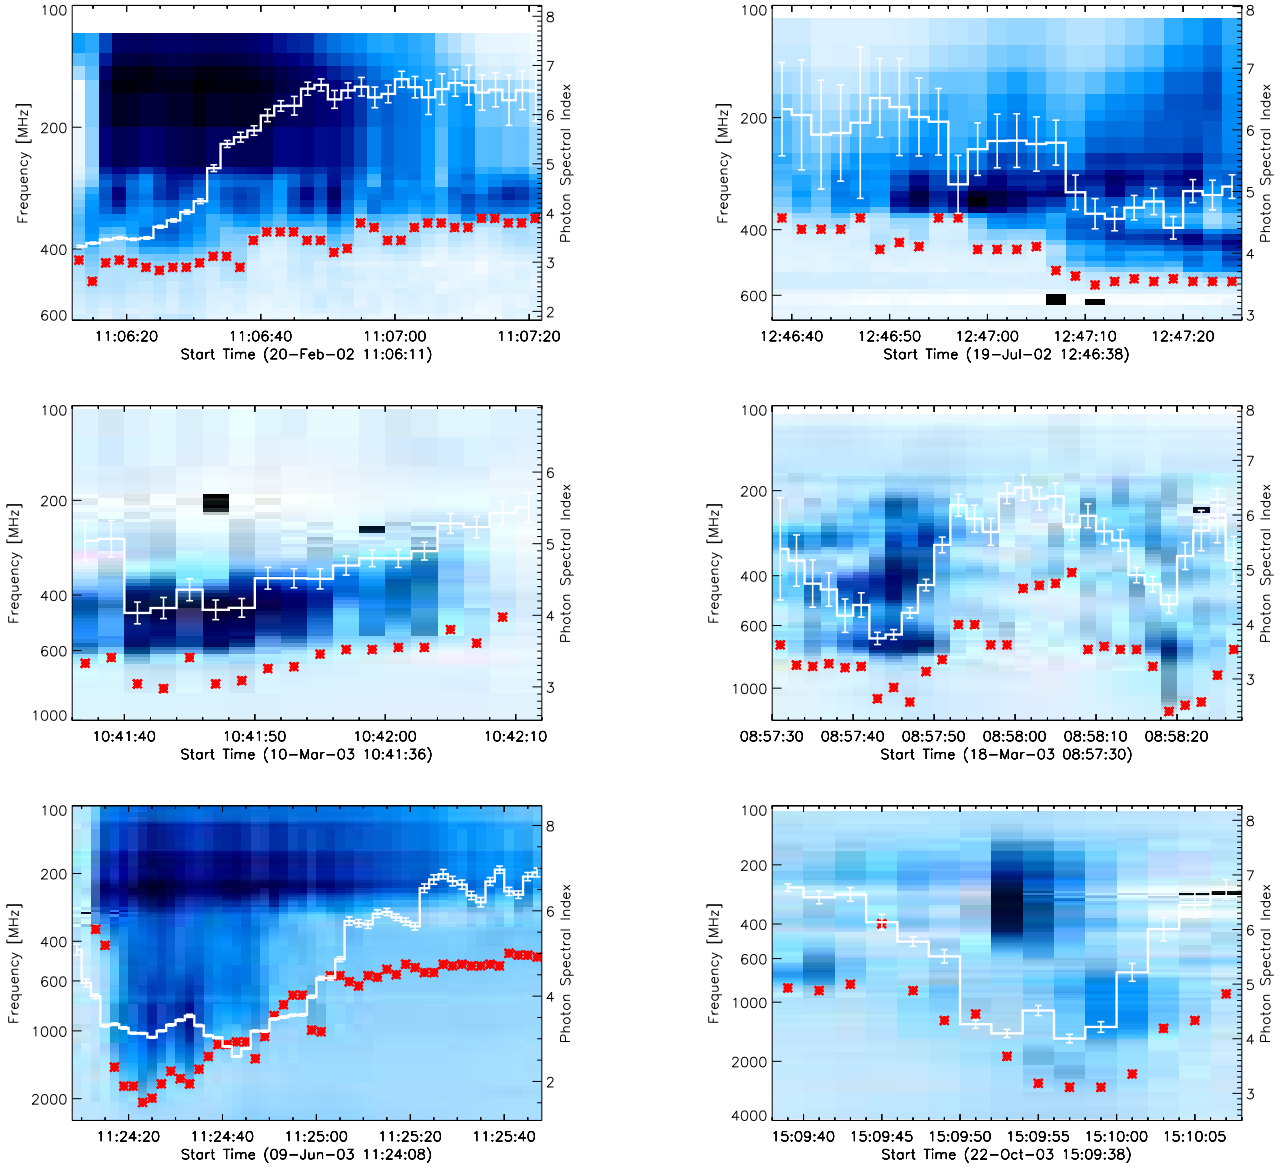 100
200
400
600
Frequency [MHz]
8
7
6
5
4
3
2
Photon Spectral Index
11:06:20 11:06:40 11:07:00 11:07:20
Start Time (20-Feb-02 11:06:11)
100
200
400
600
Frequency [MHz]
8
7
6
5
4
3
Photon Spectral Index
12:46:40 12:46:50 12:47:00 12:47:10 12:47:20
Start Time (19-Jul-02 12:46:38)
100
200
400
600
1000
Frequency [MHz]
6
5
4
3
Photon Spectral Index
10:41:40 10:41:50 10:42:00 10:42:10
Start Time (10-Mar-03 10:41:36)
100
200
400
600
1000
Frequency [MHz]
8
7
6
5
4
3
Photon Spectral Index
08:57:30 08:57:40 08:57:50 08:58:00 08:58:10 08:58:20
Start Time (18-Mar-03 08:57:30)
100
200
400
600
1000
2000
Frequency [MHz]
8
6
4
2
Photon Spectral Index
11:24:20 11:24:40 11:25:00 11:25:20 11:25:40
Start Time (09-Jun-03 11:24:08)
100
200
400
600
1000
2000
4000
Frequency [MHz]
8
7
6
5
4
3
Photon Spectral Index
15:09:40 15:09:45 15:09:50 15:09:55 15:10:00 15:10:05
Start Time (22-Oct-03 15:09:38)